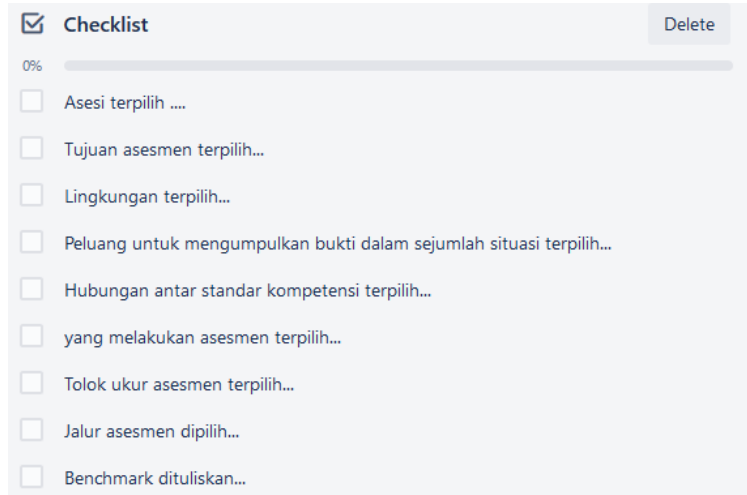 Checklist
Delete
0%
Asesi terpilih ....
Tujuan asesmen terpilih...
Lingkungan terpilih...
Peluang untuk mengumpulkan bukti dalam sejumlah situasi terpilih...
Hubungan antar standar kompetensi terpilih...
yang melakukan asesmen terpilih...
Tolok ukur asesmen terpilih...
Jalur asesmen dipilih...
Benchmark dituliskan...